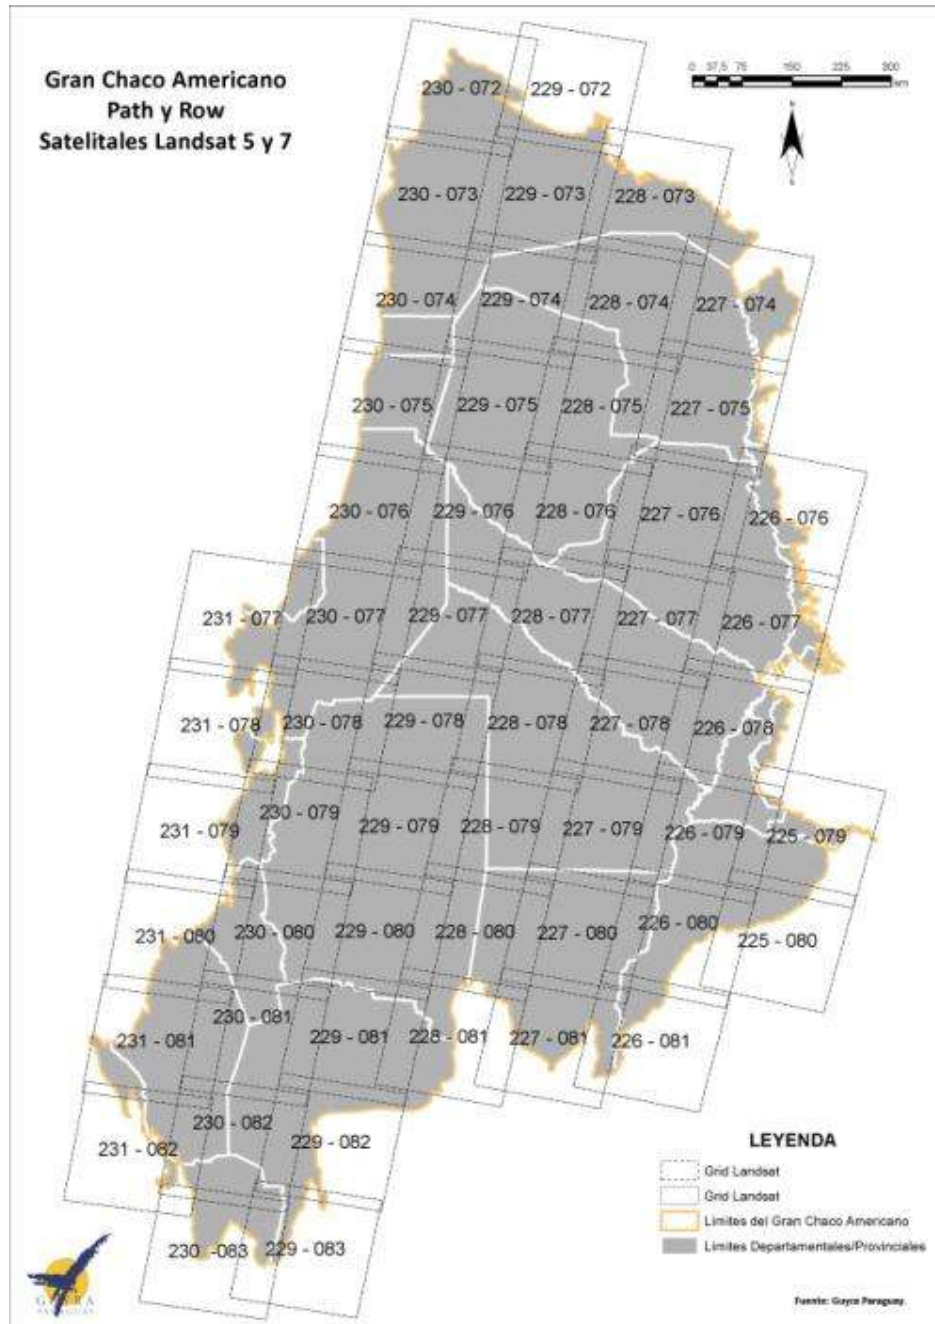 Gran Chaco Americano
Path y Row
Satelitales Landsat 5 y 7
0 37,5 75 150 225 300
km
N
S
230 - 072 229 - 072
230 - 073 229 - 073 228 - 073
230 - 074 229 - 074 228 - 074 227 - 074
230 - 075 229 - 075 228 - 075 227 - 075
230 - 076 229 - 076 228 - 076 227 - 076 226 - 076
231 - 077 230 - 077 229 - 077 228 - 077 227 - 077 226 - 077
231 - 078 230 - 078 229 - 078 228 - 078 227 - 078 226 - 078
231 - 079 230 - 079 229 - 079 228 - 079 227 - 079 226 - 079 225 - 079
231 - 080 230 - 080 229 - 080 228 - 080 227 - 080 226 - 080 225 - 080
231 - 081 230 - 081 229 - 081 228 - 081 227 - 081 226 - 081
231 - 082 230 - 082 229 - 082
230 -083 229 - 083
LEYENDA
Grid Landsat
Grid Landsat
Limites del Gran Chaco Americano
Limites Departamentales/Provinciales
GUYRA
PARAGUAY
Fuente: Guyra Paraguay.